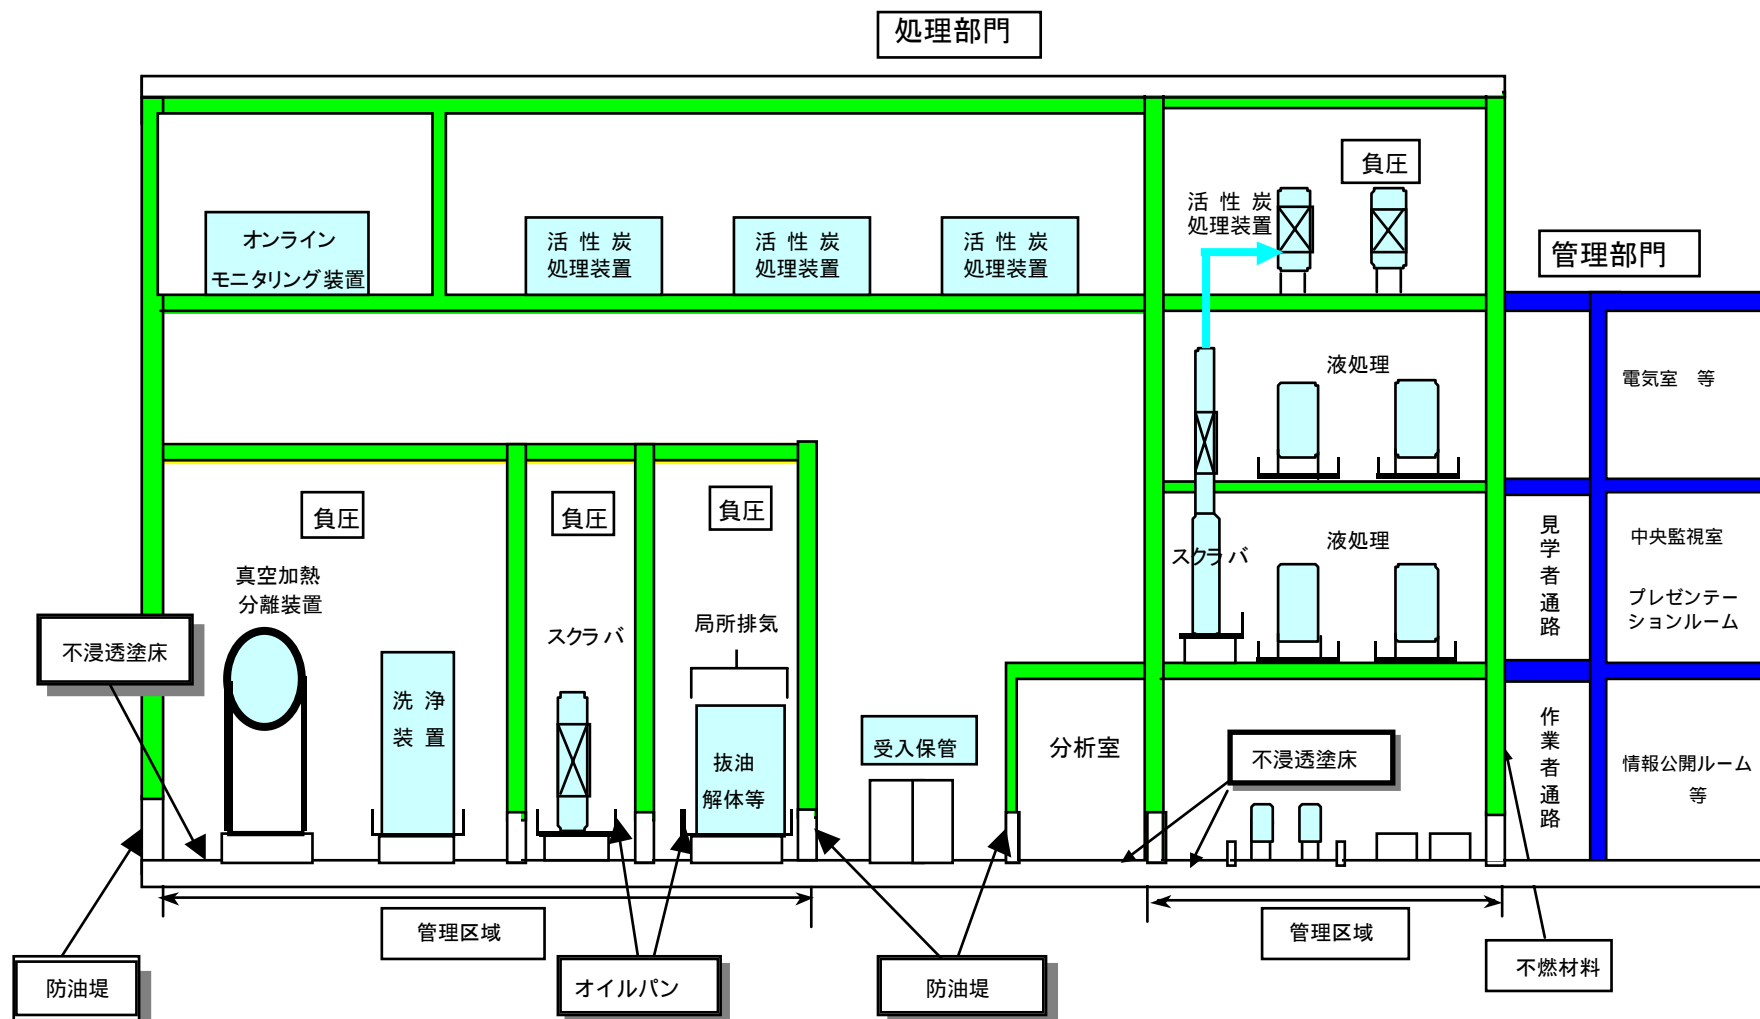 処理部門
負圧
活性炭
処理装置
オンライン
モニタリング装置
活性炭
処理装置
活性炭
処理装置
活性炭
処理装置
管理部門
液処理
電気室 等
負圧
負圧
負圧
見学者通路
中央監視室
液処理
スクラバ
真空加熱
分離装置
プレゼンテー
ションルーム
不浸透塗床
スクラバ
局所排気
洗浄
装置
抜油
解体等
受入保管
分析室
不浸透塗床
作業者通路
情報公開ルーム
等
管理区域
管理区域
防油堤
オイルパン
防油堤
不燃材料